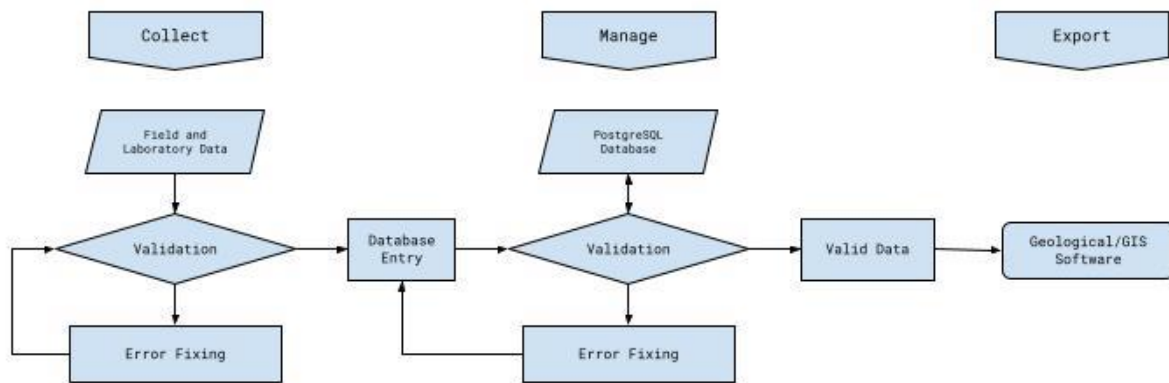 Collect
Manage
Export
Field and
Laboratory Data
PostgreSQL
Database
Validation
Database
Entry
Validation
Valid Data
Geological/GIS
Software
Error Fixing
Error Fixing